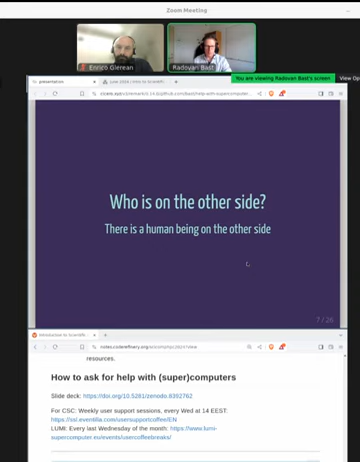 Zoom Meeting
Enrico Glerean
Radovan Bast
You are viewing Radovan Bast's screen
View Op
presentation
Who is on the other side?
There is a human being on the other side
7 / 26
resources.
How to ask for help with (super)computers
Slide deck: https://doi.org/10.5281/zenodo.8392762
For CSC: Weekly user support sessions, every Wed at 14 EEST:
https://ssl.eventilla.com/usersupportcoffee/EN
LUMI: Every last Wednesday of the month: https://www.lumi-
supercomputer.eu/events/usercoffeebreaks/